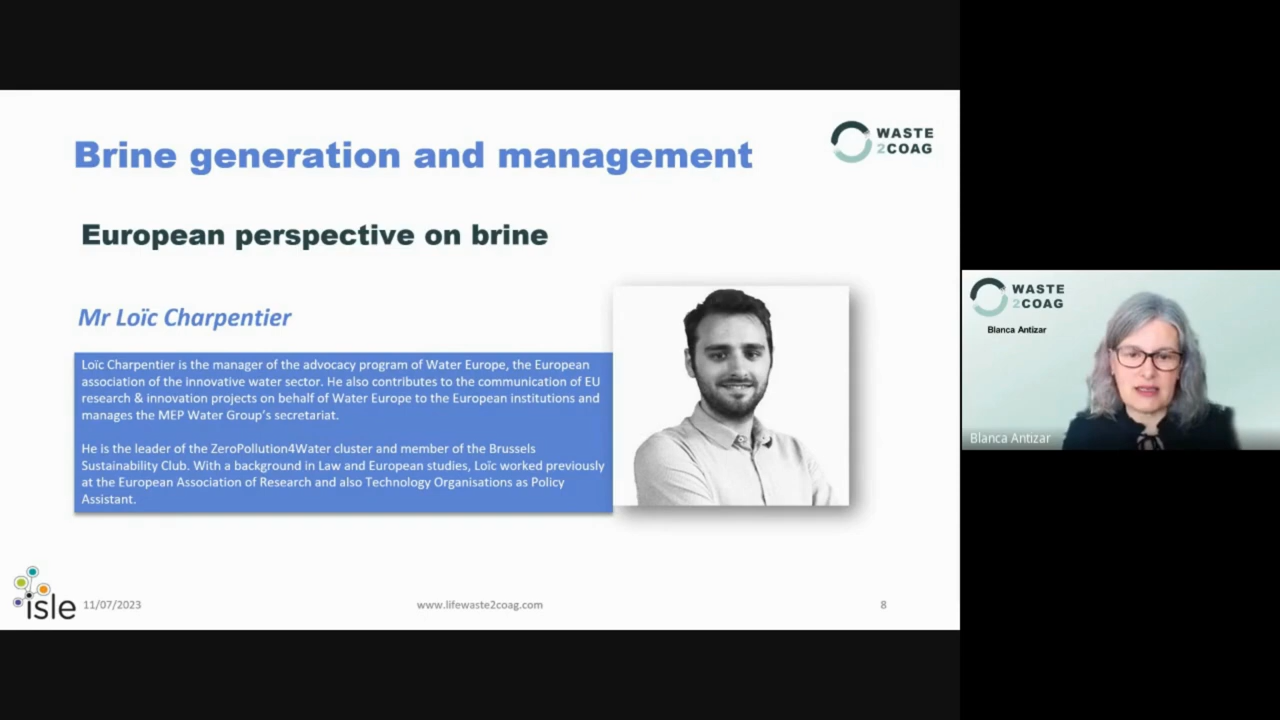 Brine generation and management
WASTE
2COAG
European perspective on brine
Mr Loïc Charpentier
Loïc Charpentier is the manager of the advocacy program of Water Europe, the European
association of the innovative water sector. He also contributes to the communication of EU
research & innovation projects on behalf of Water Europe to the European institutions and
manages the MEP Water Group's secretariat.
He is the leader of the ZeroPollution4Water cluster and member of the Brussels
Sustainability Club. With a background in Law and European studies, Loïc worked previously
at the European Association of Research and also Technology Organisations as Policy
Assistant.
isle
11/07/2023
www.lifewaste2coag.com
8
WASTE
2COAG
Blanca Antizar
Blanca Antizar